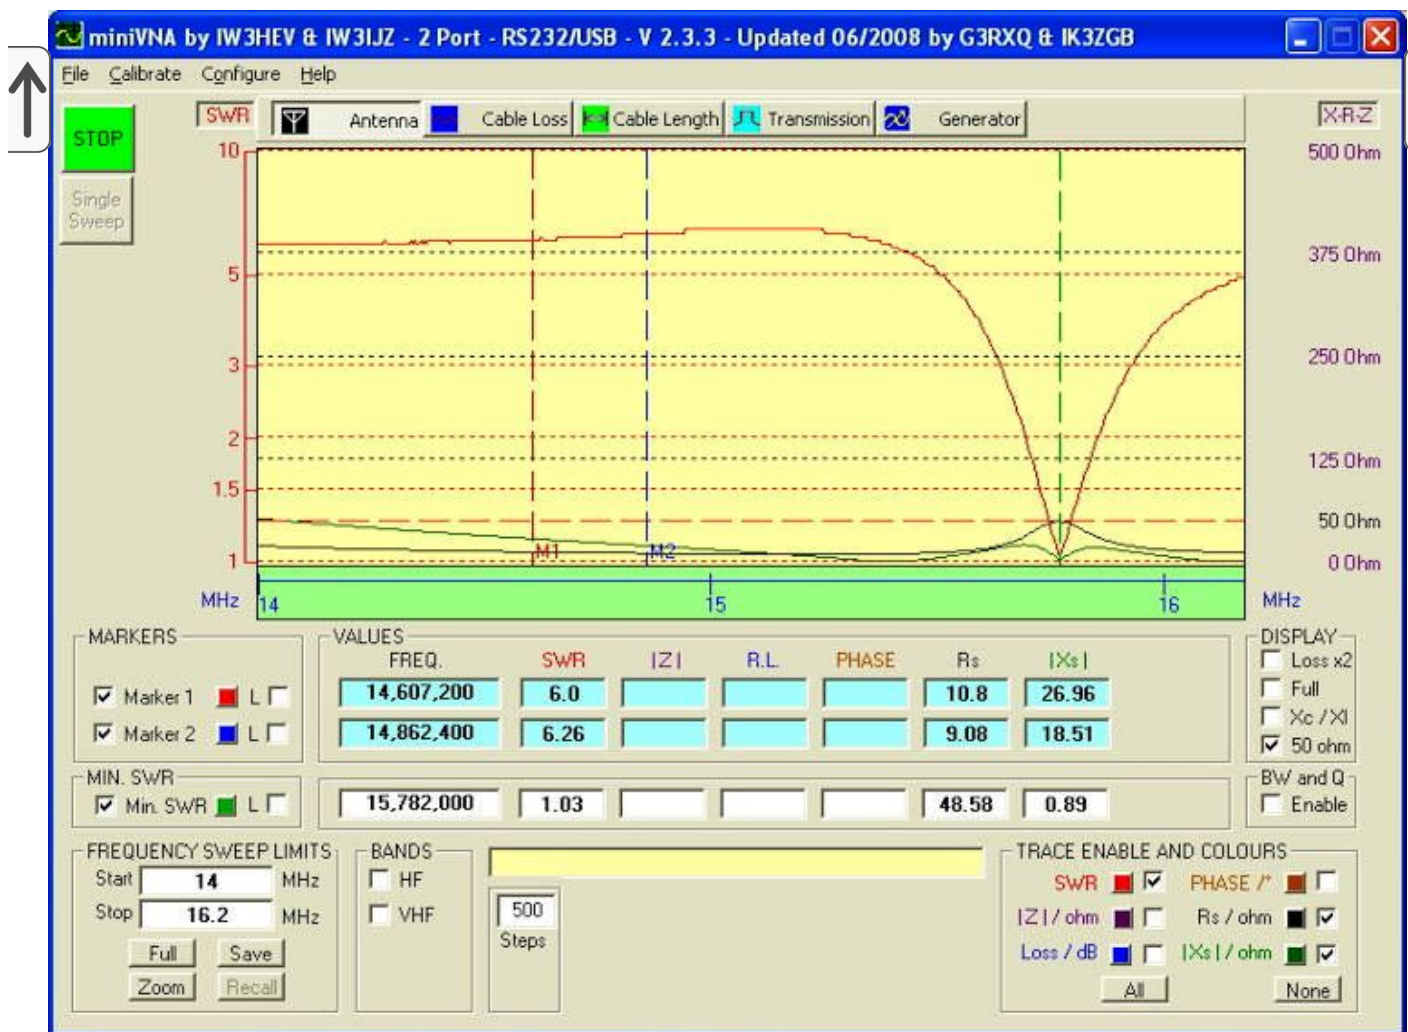 miniVNA by IW3HEV & IW3IJZ - 2 Port - RS232/USB - V 2.3.3 - Updated 06/2008 by G3RXQ & IK3ZGB
File Calibrate Configure Help
STOP
Single
Sweep
SWR Antenna Cable Loss Cable Length Transmission Generator X-R-Z
10 500 Ohm
375 Ohm
5
3 250 Ohm
2
125 Ohm
1.5
50 Ohm
M1 M2
1 0 Ohm
MHz 14 15 16 MHz
MARKERS VALUES DISPLAY
FREQ. SWR |Z| R.L. PHASE Rs |Xs| Loss x2
Marker 1 L 14,607,200 6.0 10.8 26.96 Full
Xc / Xl
Marker 2 L 14,862,400 6.26 9.08 18.51 50 ohm
MIN. SWR BW and Q
Min. SWR L 15,782,000 1.03 48.58 0.89 Enable
FREQUENCY SWEEP LIMITS BANDS TRACE ENABLE AND COLOURS
Start 14 MHz HF SWR PHASE /°
Stop 16.2 MHz VHF 500 |Z| / ohm Rs / ohm
Steps
Full Save Loss / dB |Xs| / ohm
Zoom Recall All None